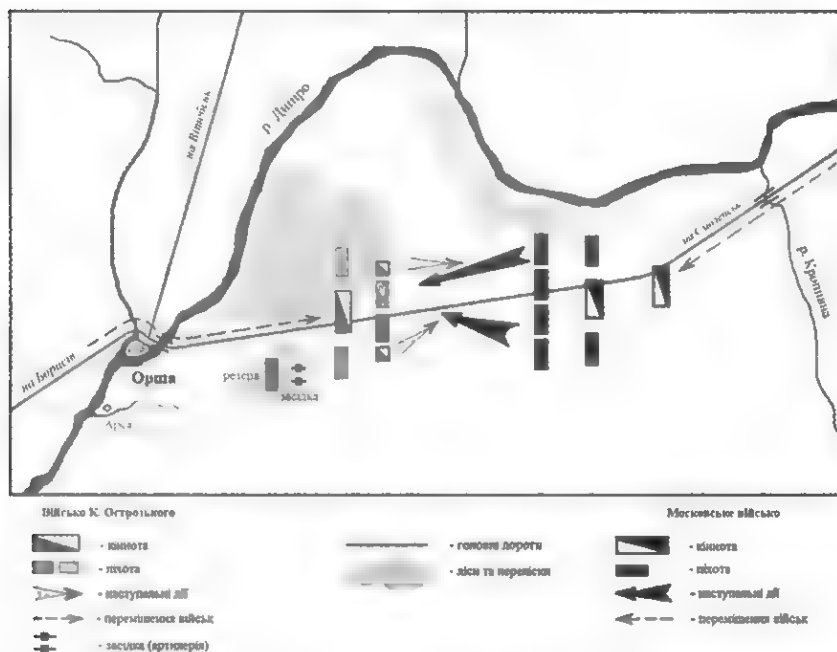 на Вітебськ
р. Дніпро
на Смоленськ
р. Кропивна
на Борисів
Орша
резерв
засідка
Військо К. Острозького
- кіннота
- піхота
- наступальні дії
- переміщення військ
- засідка (артилерія)
- головні дороги
- ліси та переліски
Московське військо
- кіннота
- піхота
- наступальні дії
- переміщення військ